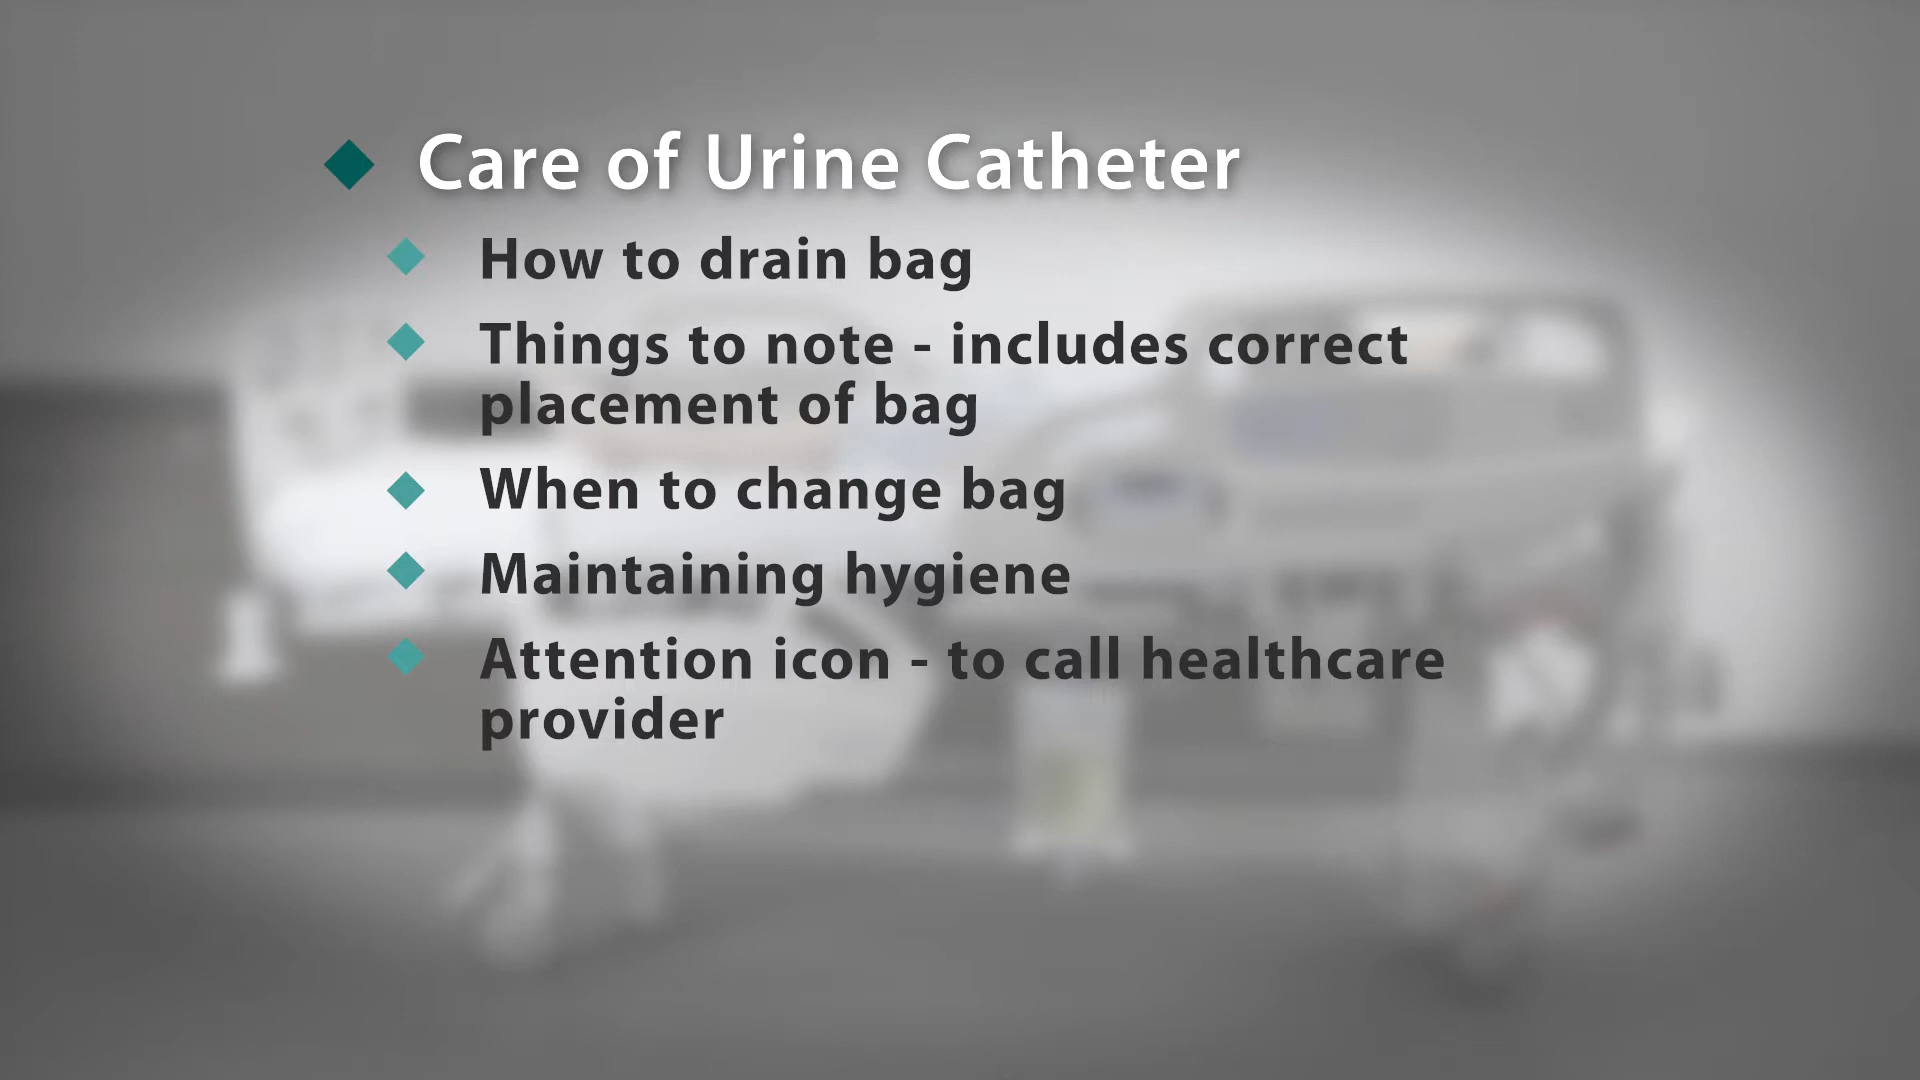 Care of Urine Catheter
How to drain bag
Things to note - includes correct
placement of bag
When to change bag
Maintaining hygiene
Attention icon - to call healthcare
provider